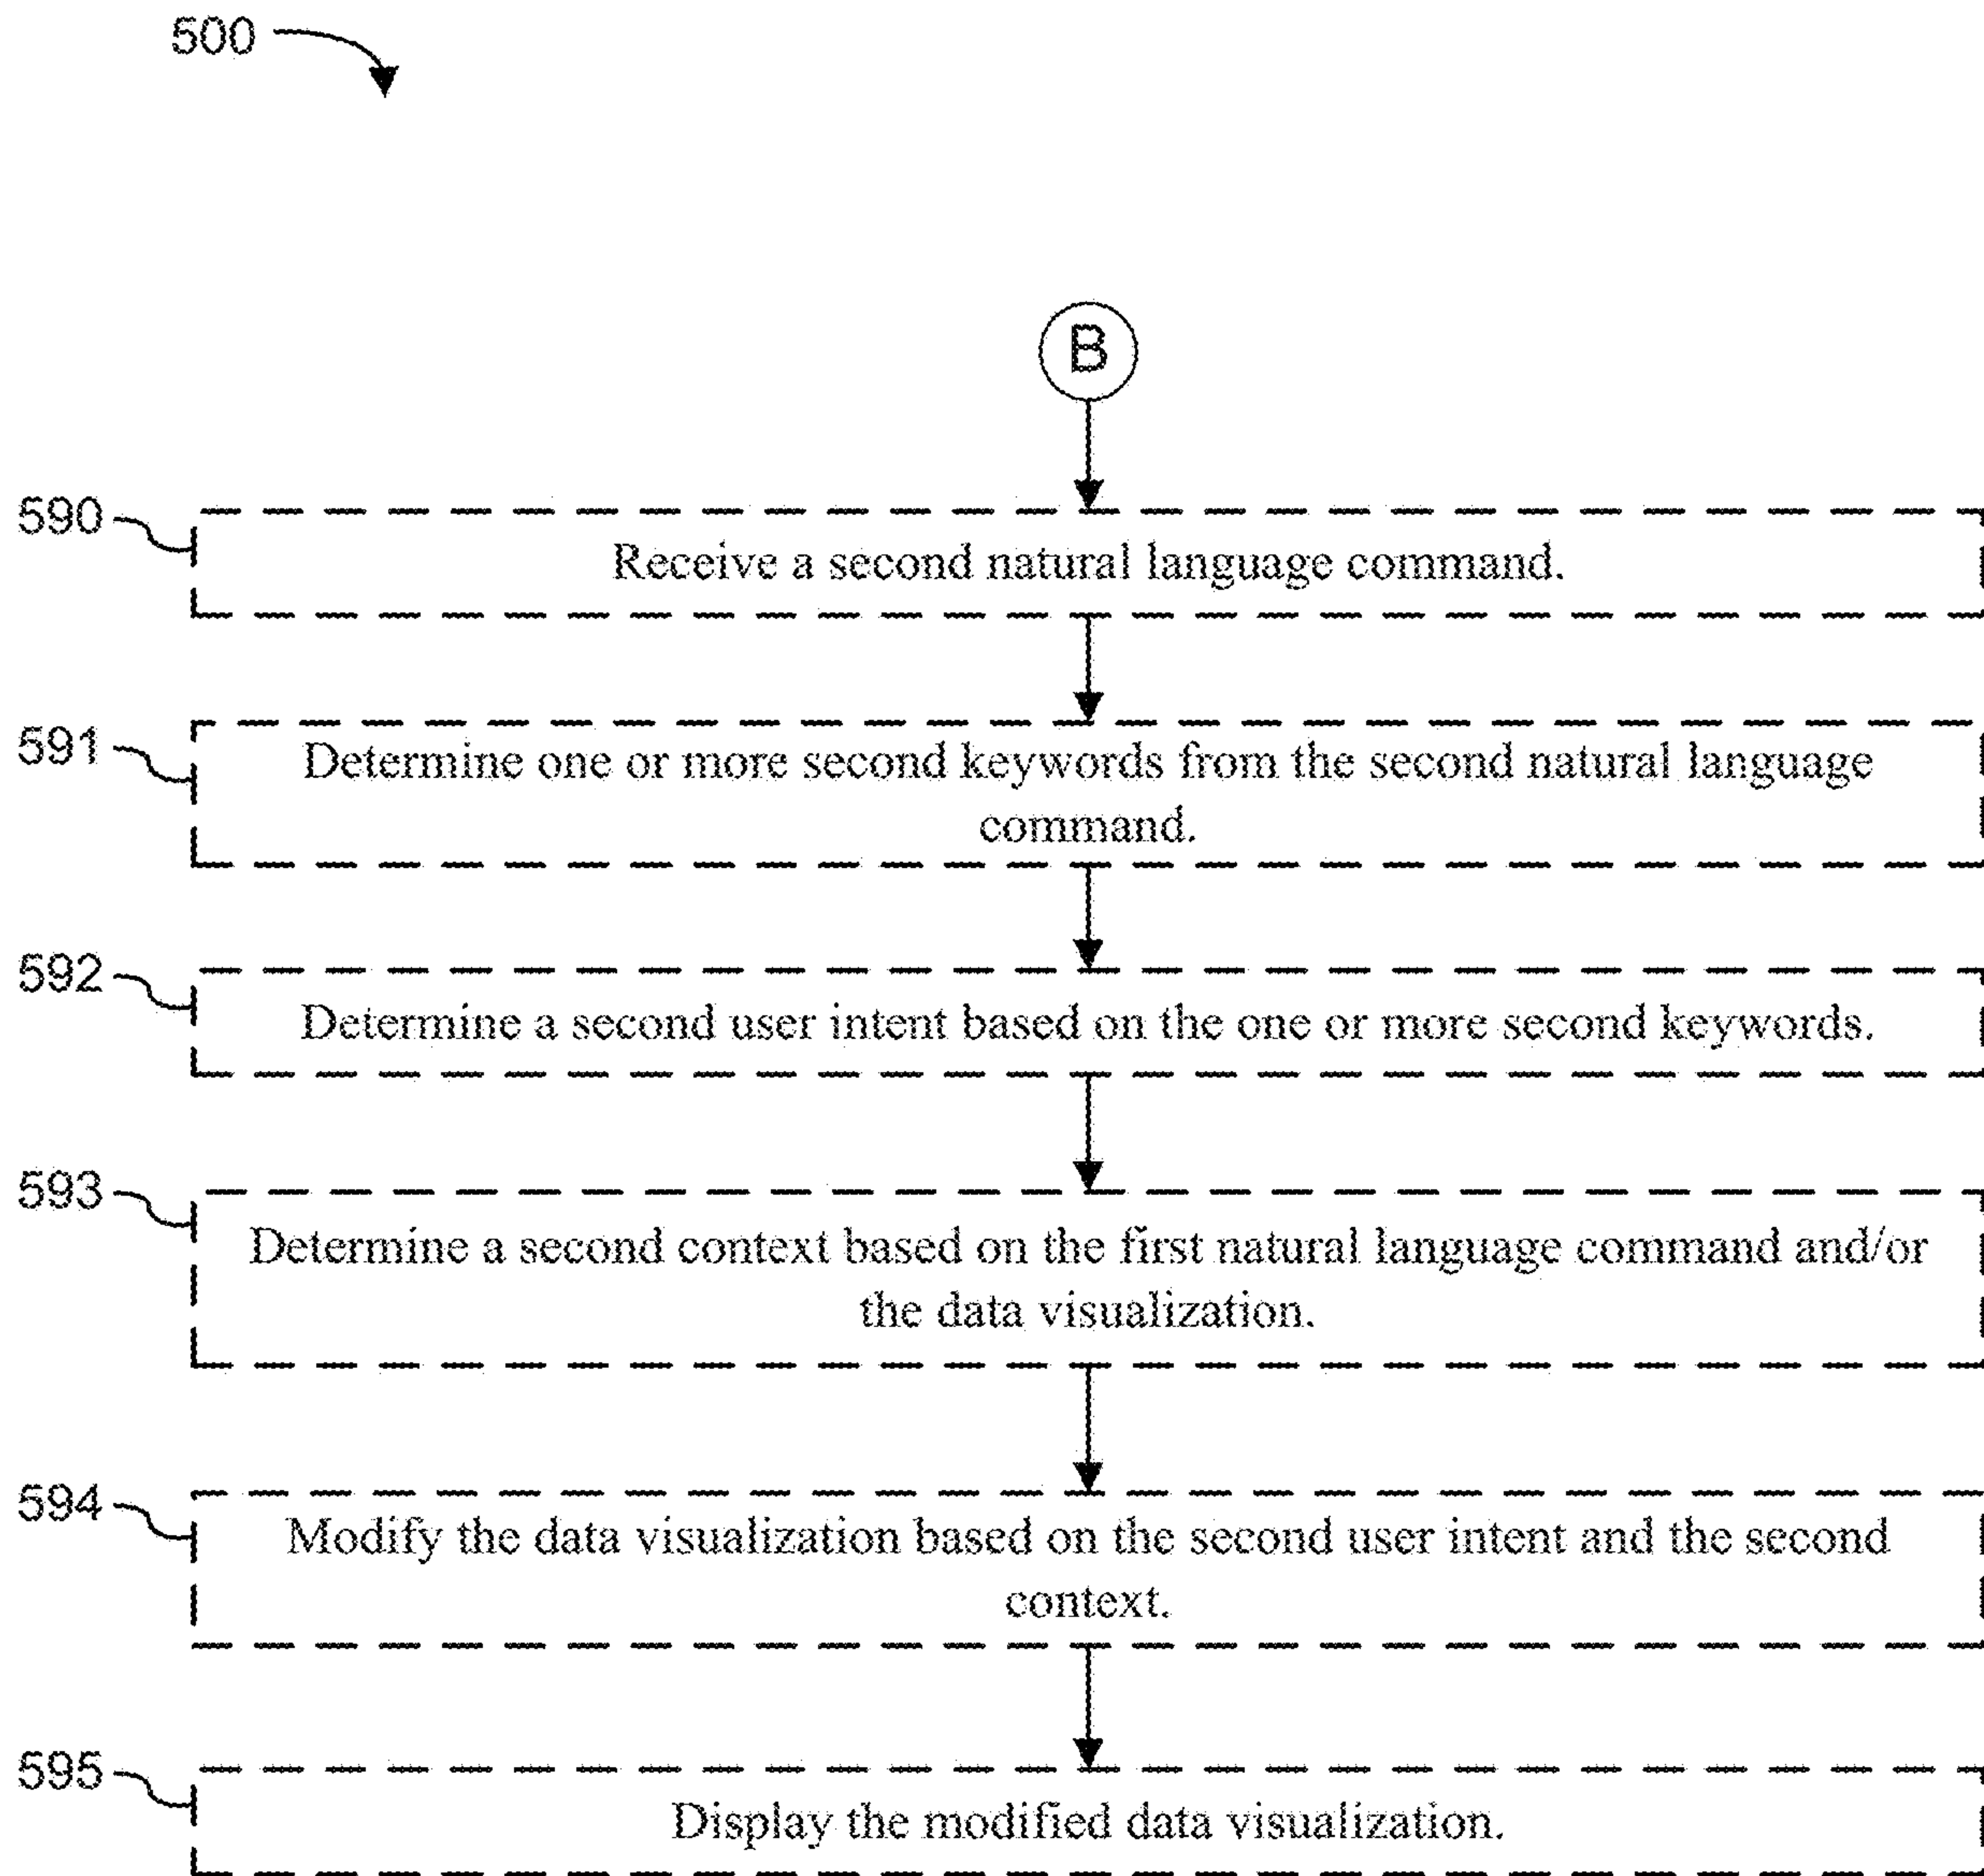 500
B
590
Receive a second natural language command.
591
Determine one or more second keywords from the second natural language
command.
592
Determine a second user intent based on the one or more second keywords.
593
Determine a second context based on the first natural language command and/or
the data visualization.
594
Modify the data visualization based on the second user intent and the second
context.
595
Display the modified data visualization.